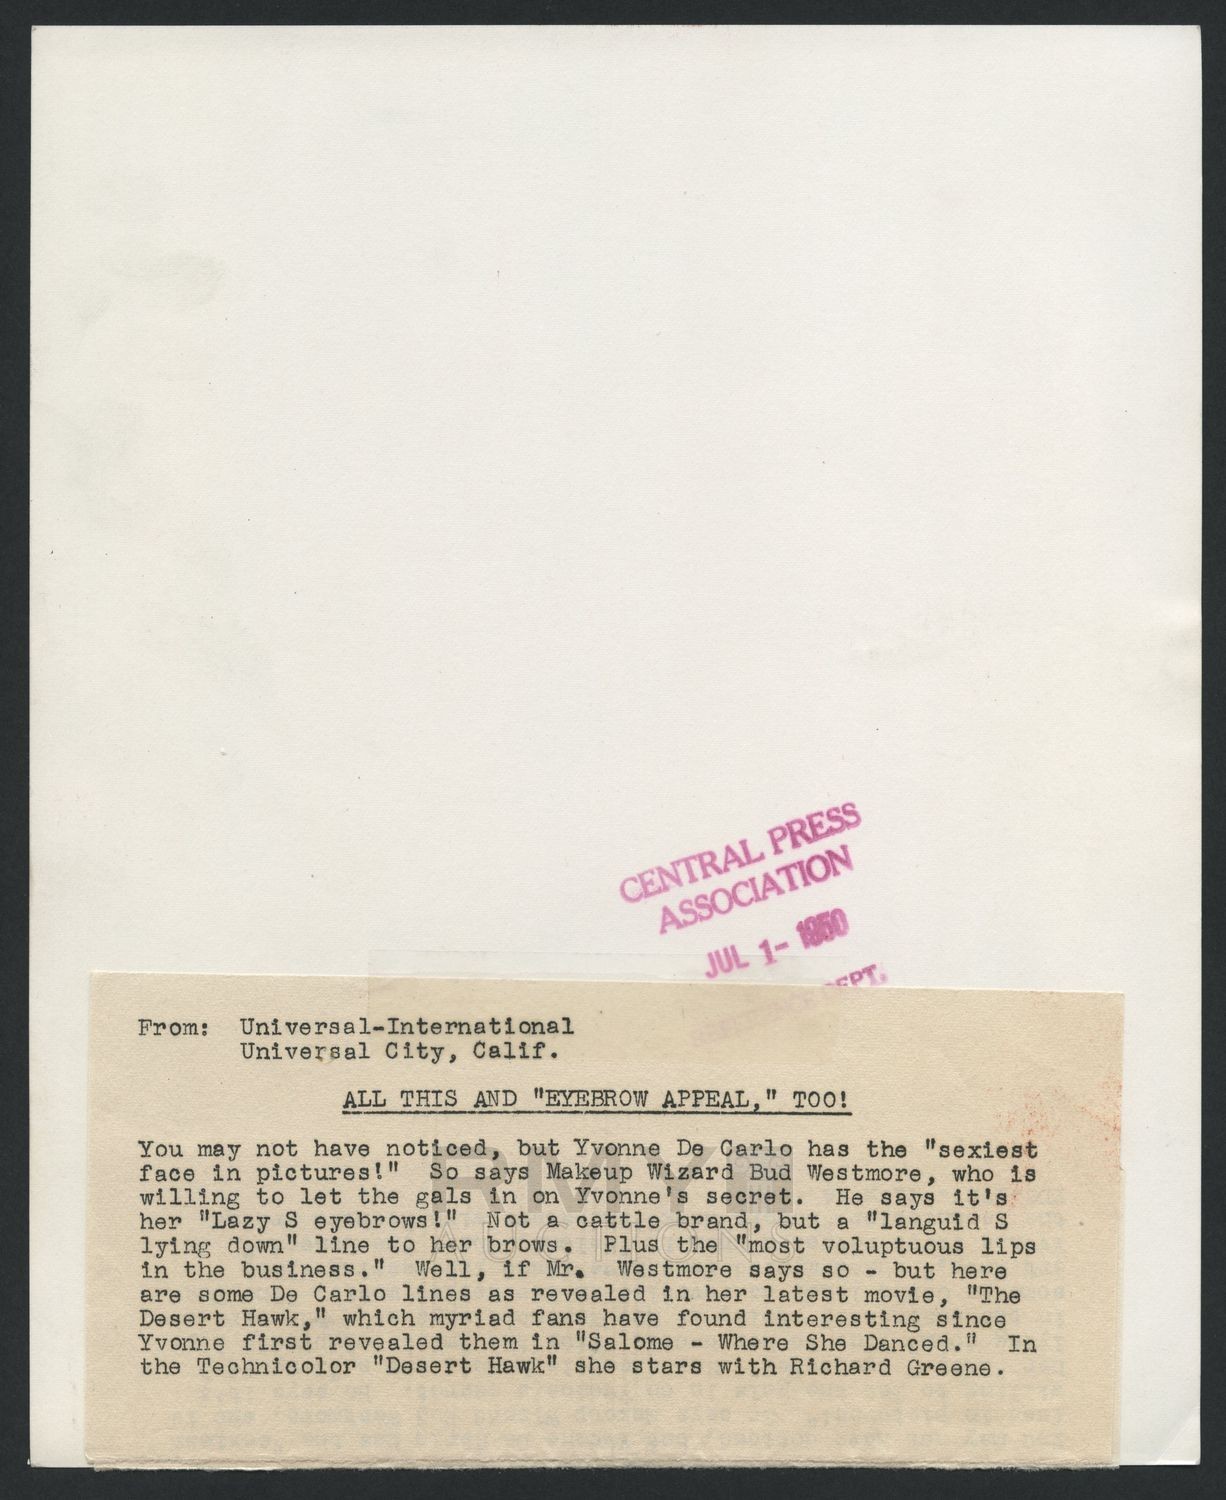 CENTRAL PRESS
ASSOCIATION
JUL 1- 1950
DEPT.
From: Universal-International
Universal City, Calif.
ALL THIS AND "EYEBROW APPEAL," TOO!
You may not have noticed, but Yvonne De Carlo has the "sexiest
face in pictures!" So says Makeup Wizard Bud Westmore, who is
willing to let the gals in on Yvonne's secret. He says it's
her "Lazy S eyebrows!" Not a cattle brand, but a "languid S
lying down" line to her brows. Plus the "most voluptuous lips
in the business." Well, if Mr. Westmore says so - but here
are some De Carlo lines as revealed in her latest movie, "The
Desert Hawk," which myriad fans have found interesting since
Yvonne first revealed them in "Salome - Where She Danced." In
the Technicolor "Desert Hawk" she stars with Richard Greene.
AUCTIONS